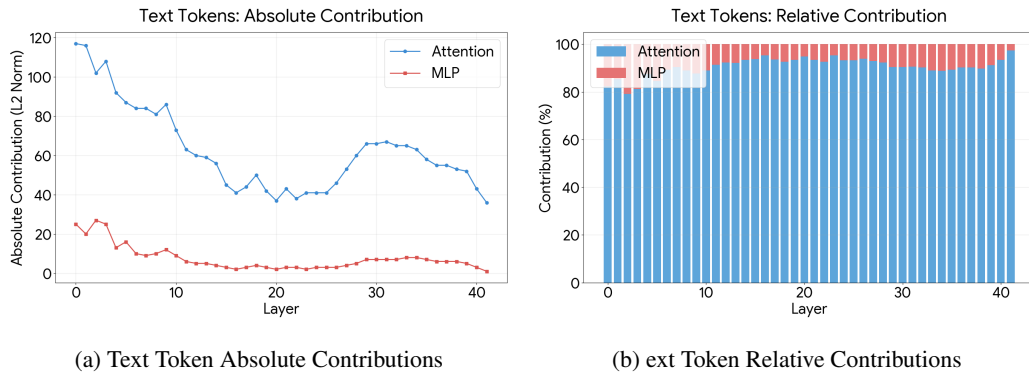 Text Tokens: Absolute Contribution
Absolute Contribution (L2 Norm)
120
100
80
60
40
20
0
0 10 20 30 40
Layer
Attention
MLP
(a) Text Token Absolute Contributions
Text Tokens: Relative Contribution
Contribution (%)
100
80
60
40
20
0
0 10 20 30 40
Layer
Attention
MLP
(b) ext Token Relative Contributions